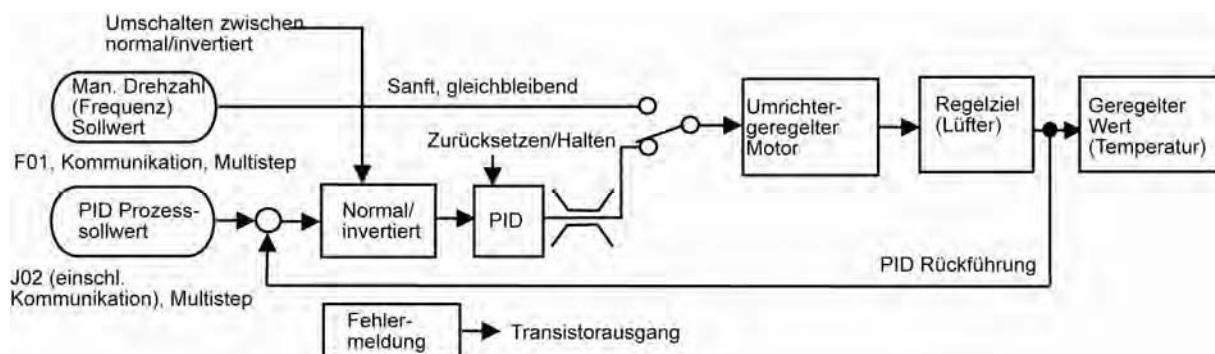 Umschalten zwischen
normal/invertiert
Man. Drehzahl
(Frequenz)
Sollwert
Sanft, gleichbleibend
F01, Kommunikation, Multistep
Zurücksetzen/Halten
Umrichter-
geregelter
Motor
Regelziel
(Lüfter)
Geregelter
Wert
(Temperatur)
PID Prozess-
sollwert
Normal/
invertiert
PID
PID Rückführung
J02 (einschl.
Kommunikation), Multistep
Fehler-
meldung
Transistorausgang